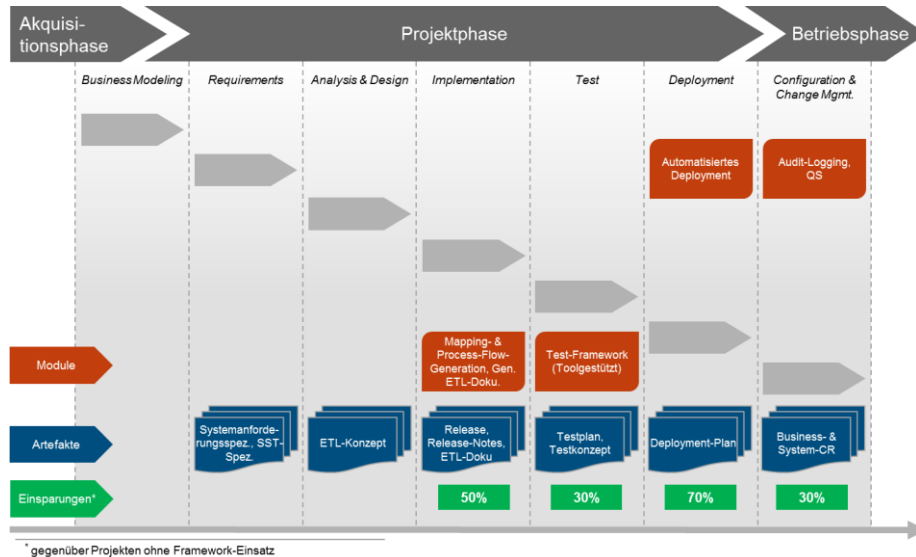 Akquisi-
tionsphase
Projektphase
Betriebsphase
Business Modeling
Requirements
Analysis & Design
Implementation
Test
Deployment
Configuration &
Change Mgmt.
Automatisiertes
Deployment
Audit-Logging,
QS
Module
Mapping- &
Process-Flow-
Generation, Gen.
ETL-Doku.
Test-Framework
(Toolgestützt)
Artefakte
Systemanforde-
rungsspez., SST-
Spez.
ETL-Konzept
Release,
Release-Notes,
ETL-Doku
Testplan,
Testkonzept
Deployment-Plan
Business- &
System-CR
Einsparungen*
50%
30%
70%
30%
* gegenüber Projekten ohne Framework-Einsatz